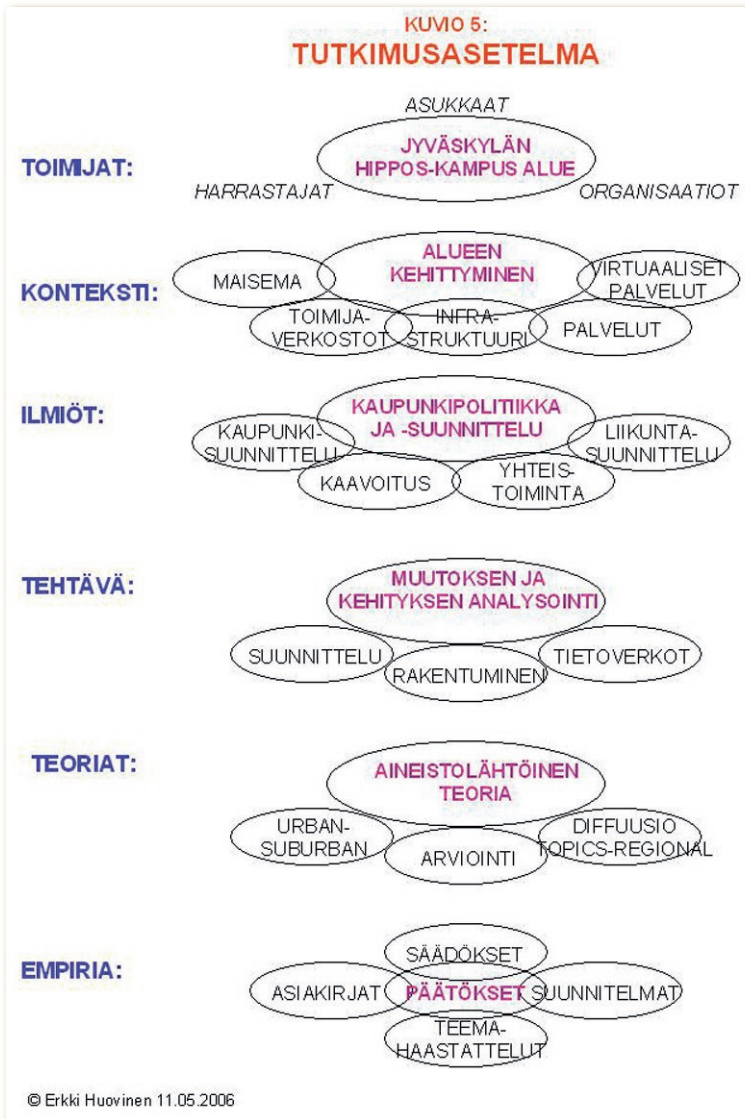 KUVIO 5:
TUTKIMUSASETELMA
ASUKKAAT
TOIMIJAT:
JYVÄSKYLÄN
HIPPOS-KAMPUS ALUE
HARRASTAJAT
ORGANISAATIOT
KONTEKSTI:
ALUEEN
KEHITTYMINEN
MAISEMA
VIRTUAALISET
PALVELUT
TOIMIJA-
VERKOSTOT
INFRA-
STRUKTUURI
PALVELUT
ILMIÖT:
KAUPUNKIPOLITIIKKA
JA -SUUNNITTELU
KAUPUNKI-
SUUNNITTELU
LIIKUNTA-
SUUNNITTELU
KAAVOITUS
YHTEIS-
TOIMINTA
TEHTÄVÄ:
MUUTOKSEN JA
KEHITYKSEN ANALYSOINTI
SUUNNITTELU
RAKENTUMINEN
TIETOVERKOT
TEORIAT:
AINEISTOLÄHTÖINEN
TEORIA
URBAN-
SUBURBAN
ARVIOINTI
DIFFUUSIO
TOPICS-REGIONAL
EMPIRIA:
SÄÄDÖKSET
ASIAKIRJAT
PÄÄTÖKSET
SUUNNITELMAT
TEEMA-
HAASTATTELUT
© Erkki Huovinen 11.05.2006